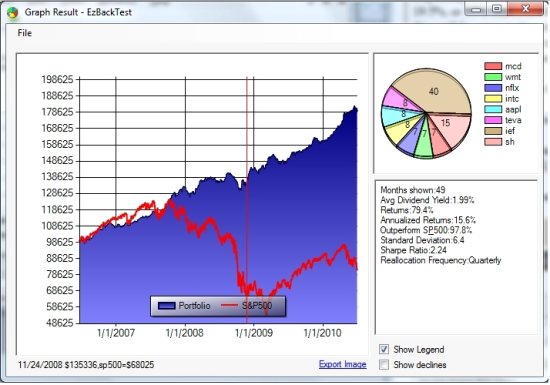 Graph Result - EzBackTest
File
198625
188625
178625
168625
158625
148625
138625
128625
118625
108625
98625
88625
78625
68625
58625
48625
1/1/2007
1/1/2008
1/1/2009
1/1/2010
Portfolio
S&P500
40
15
7
7
7
8
8
8
mcd
wmt
nflx
intc
aapl
teva
ief
sh
Months shown:49
Avg Dividend Yield:1.99%
Returns:79.4%
Annualized Returns:15.6%
Outperform SP500:97.8%
Standard Deviation:6.4
Sharpe Ratio:2.24
Reallocation Frequency:Quarterly
Show Legend
Show declines
11/24/2008 $135336,sp500=$68025
Export Image